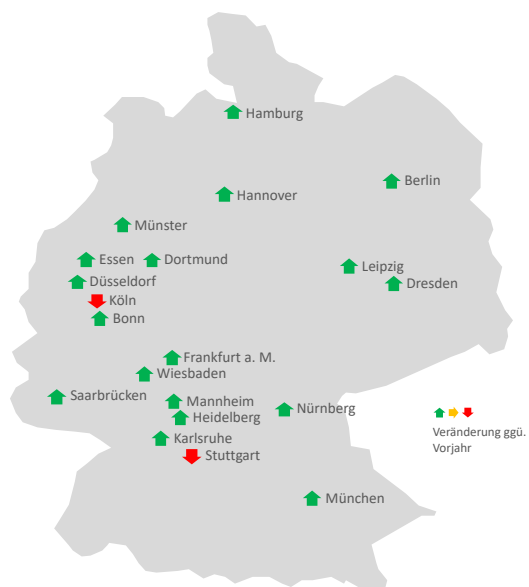 Hamburg
Berlin
Hannover
Münster
Essen
Dortmund
Leipzig
Düsseldorf
Dresden
Köln
Bonn
Frankfurt a. M.
Wiesbaden
Saarbrücken
Mannheim
Nürnberg
Heidelberg
Karlsruhe
Stuttgart
München
Veränderung ggü.
Vorjahr